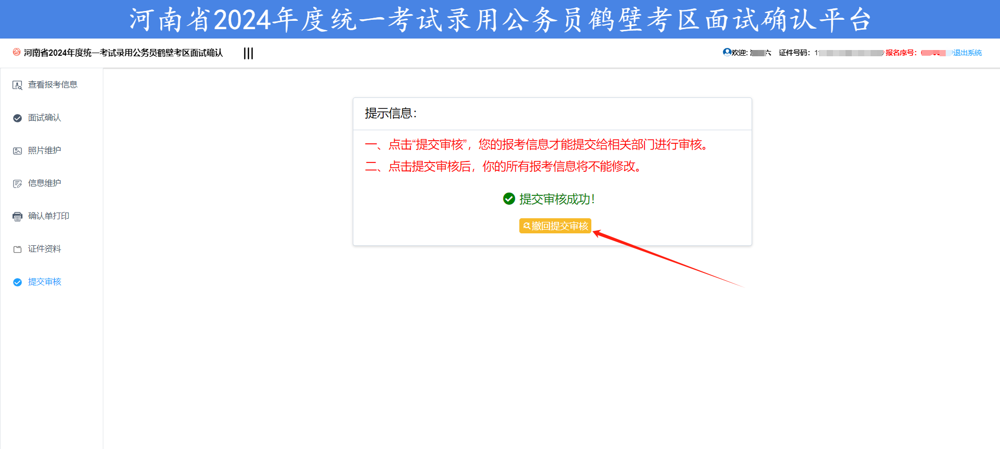 河南省2024年度统一考试录用公务员鹤壁考区面试确认平台
河南省2024年度统一考试录用公务员鹤壁考区面试确认
欢迎: 六 证件号码: 1 报名序号: 退出系统
查看报考信息
面试确认
照片维护
信息维护
确认单打印
证件资料
提交审核
提示信息：
一、点击“提交审核”，您的报考信息才能提交给相关部门进行审核。
二、点击提交审核后，你的所有报考信息将不能修改。
提交审核成功！
撤回提交审核